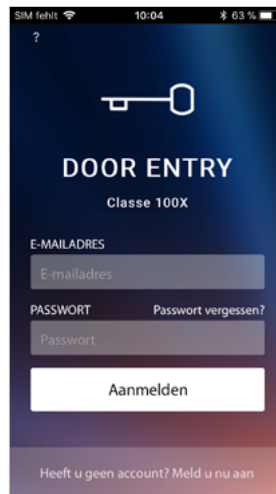 SIM fehlt 10:04 63 %
?
DOOR ENTRY
Classe 100X
E-MAILADRES
E-mailadres
PASSWORT Passwort vergessen?
Passwort
Aanmelden
Heeft u geen account? Meld u nu aan